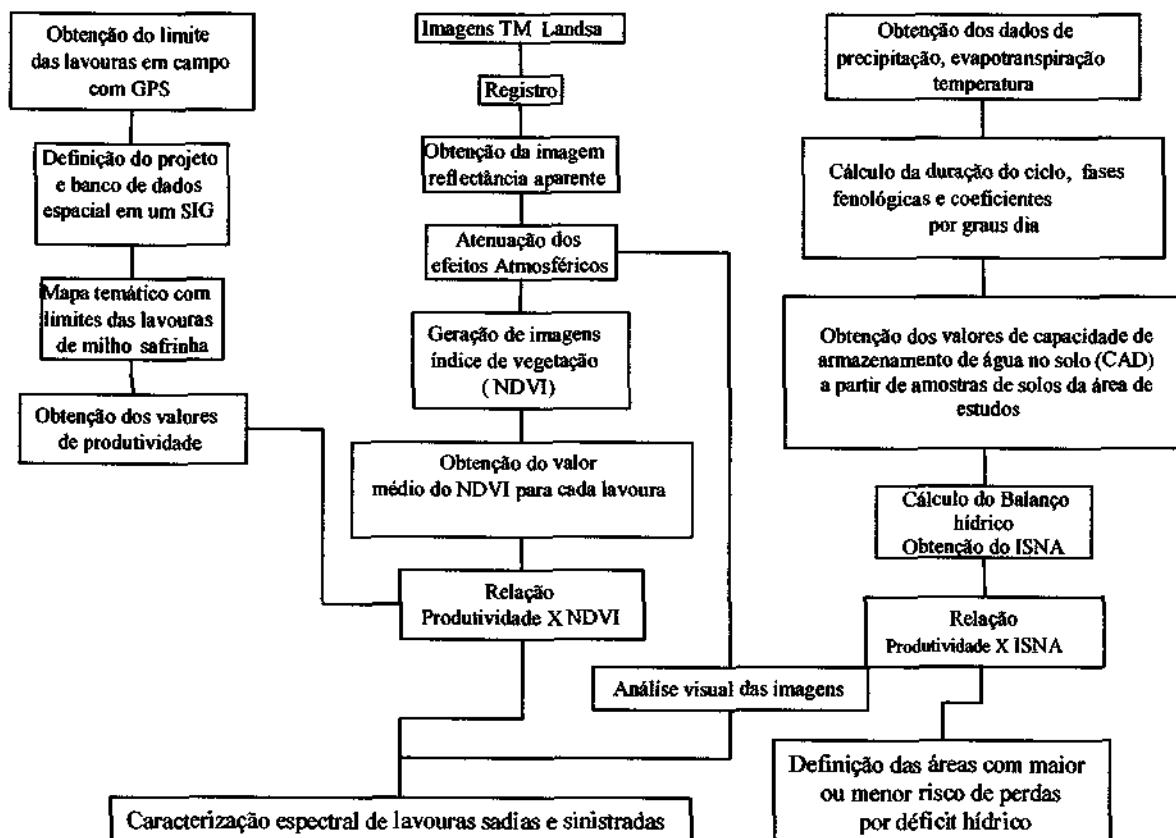 Obtenção do limite
das lavouras em campo
com GPS
Definição do projeto
e banco de dados
espacial em um SIG
Mapa temático com
limites das lavouras
de milho safrinha
Obtenção dos valores
de produtividade
Imagens TM Landsa
Registro
Obtenção da imagem
reflectância aparente
Atenuação dos
efeitos Atmosféricos
Geração de imagens
índice de vegetação
(NDVI)
Obtenção do valor
médio do NDVI para cada lavoura
Relação
Produtividade X NDVI
Obtenção dos dados de
precipitação, evapotranspiração
temperatura
Cálculo da duração do ciclo, fases
fenológicas e coeficientes
por graus dia
Obtenção dos valores de capacidade de
armazenamento de água no solo (CAD)
a partir de amostras de solos da área de
estudos
Cálculo do Balanço
hídrico
Obtenção do ISNA
Relação
Produtividade X ISNA
Análise visual das imagens
Caracterização espectral de lavouras sadias e sinistradas
Definição das áreas com maior
ou menor risco de perdas
por déficit hídrico